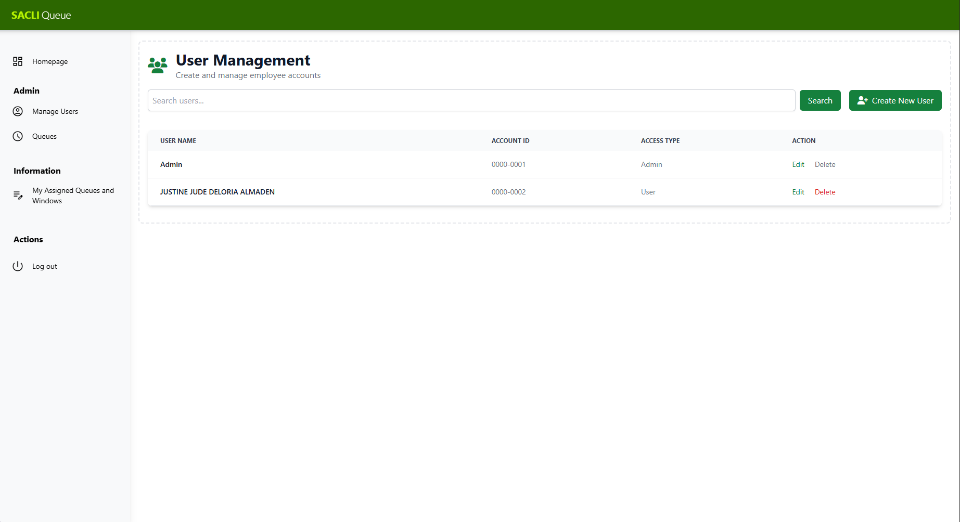 SACLI Queue
Homepage
Admin
Manage Users
Queues
Information
My Assigned Queues and
Windows
Actions
Log out
User Management
Create and manage employee accounts
Search users...
Search
Create New User
USER NAME ACCOUNT ID ACCESS TYPE ACTION
Admin 0000-0001 Admin Edit Delete
JUSTINE JUDE DELORIA ALMADEN 0000-0002 User Edit Delete